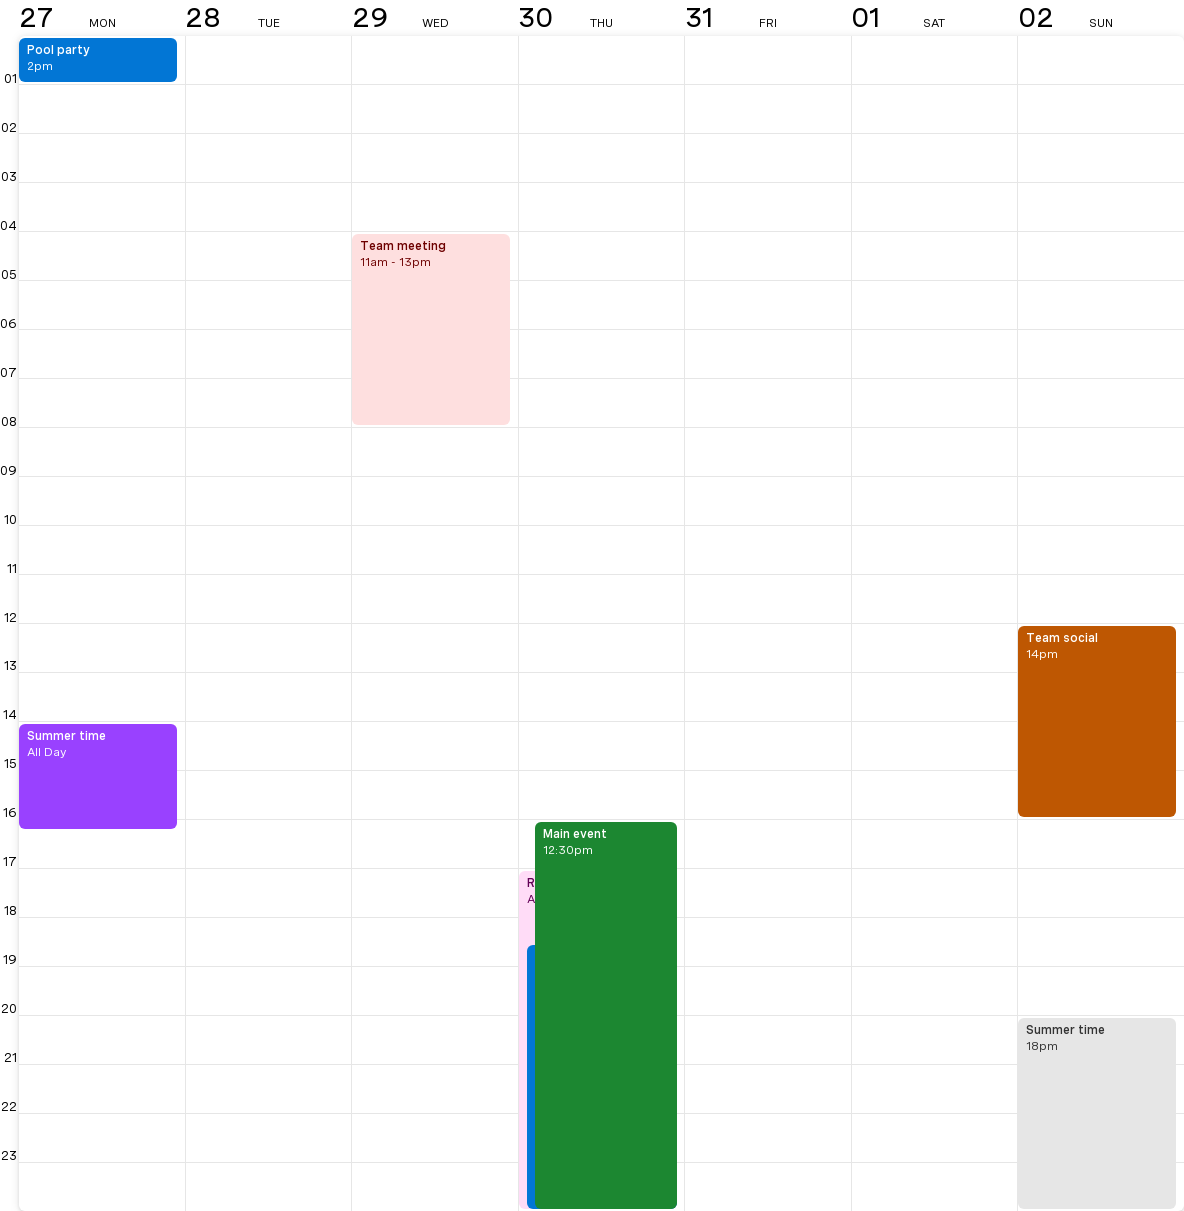 27 MON
28 TUE
29 WED
30 THU
31 FRI
01 SAT
02 SUN
Pool party
2pm
01
02
03
04
Team meeting
11am - 13pm
05
06
07
08
09
10
11
12
Team social
14pm
13
14
Summer time
All Day
15
16
Main event
12:30pm
17
R
A
18
19
20
Summer time
18pm
21
22
23